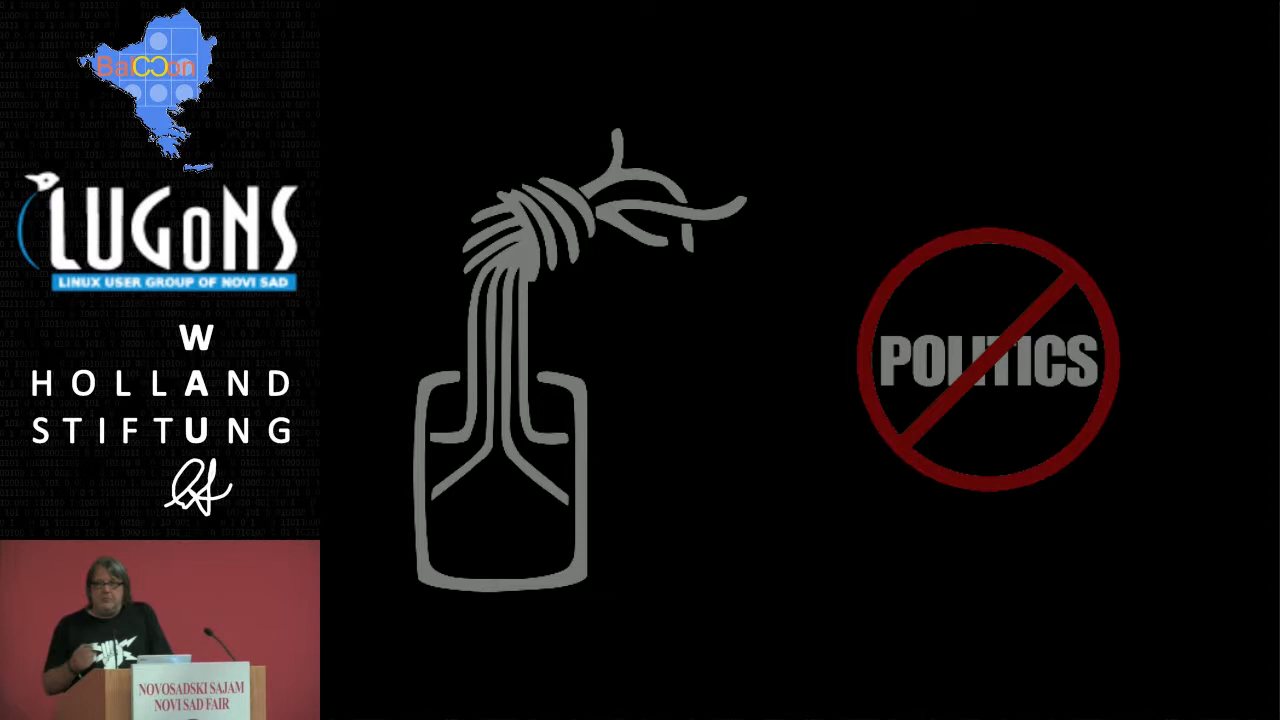 BalCCon
LUGoNS
LINUX USER GROUP OF NOVI SAD
W
HOLLAND
STIFTUNG
POLITICS
NOVOSADSKI SAJAM
NOVI SAD FAIR